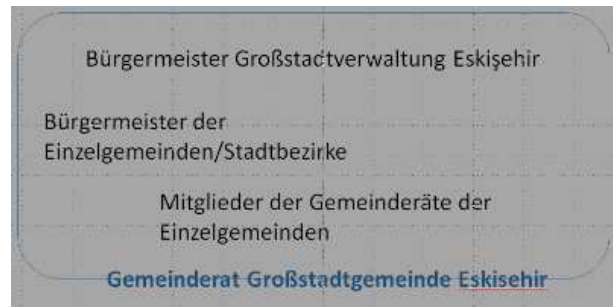 Bürgermeister Großstadtverwaltung Eskişehir
Bürgermeister der
Einzelgemeinden/Stadtbezirke
Mitglieder der Gemeinderäte der
Einzelgemeinden
Gemeinderat Großstadtgemeinde Eskisehir